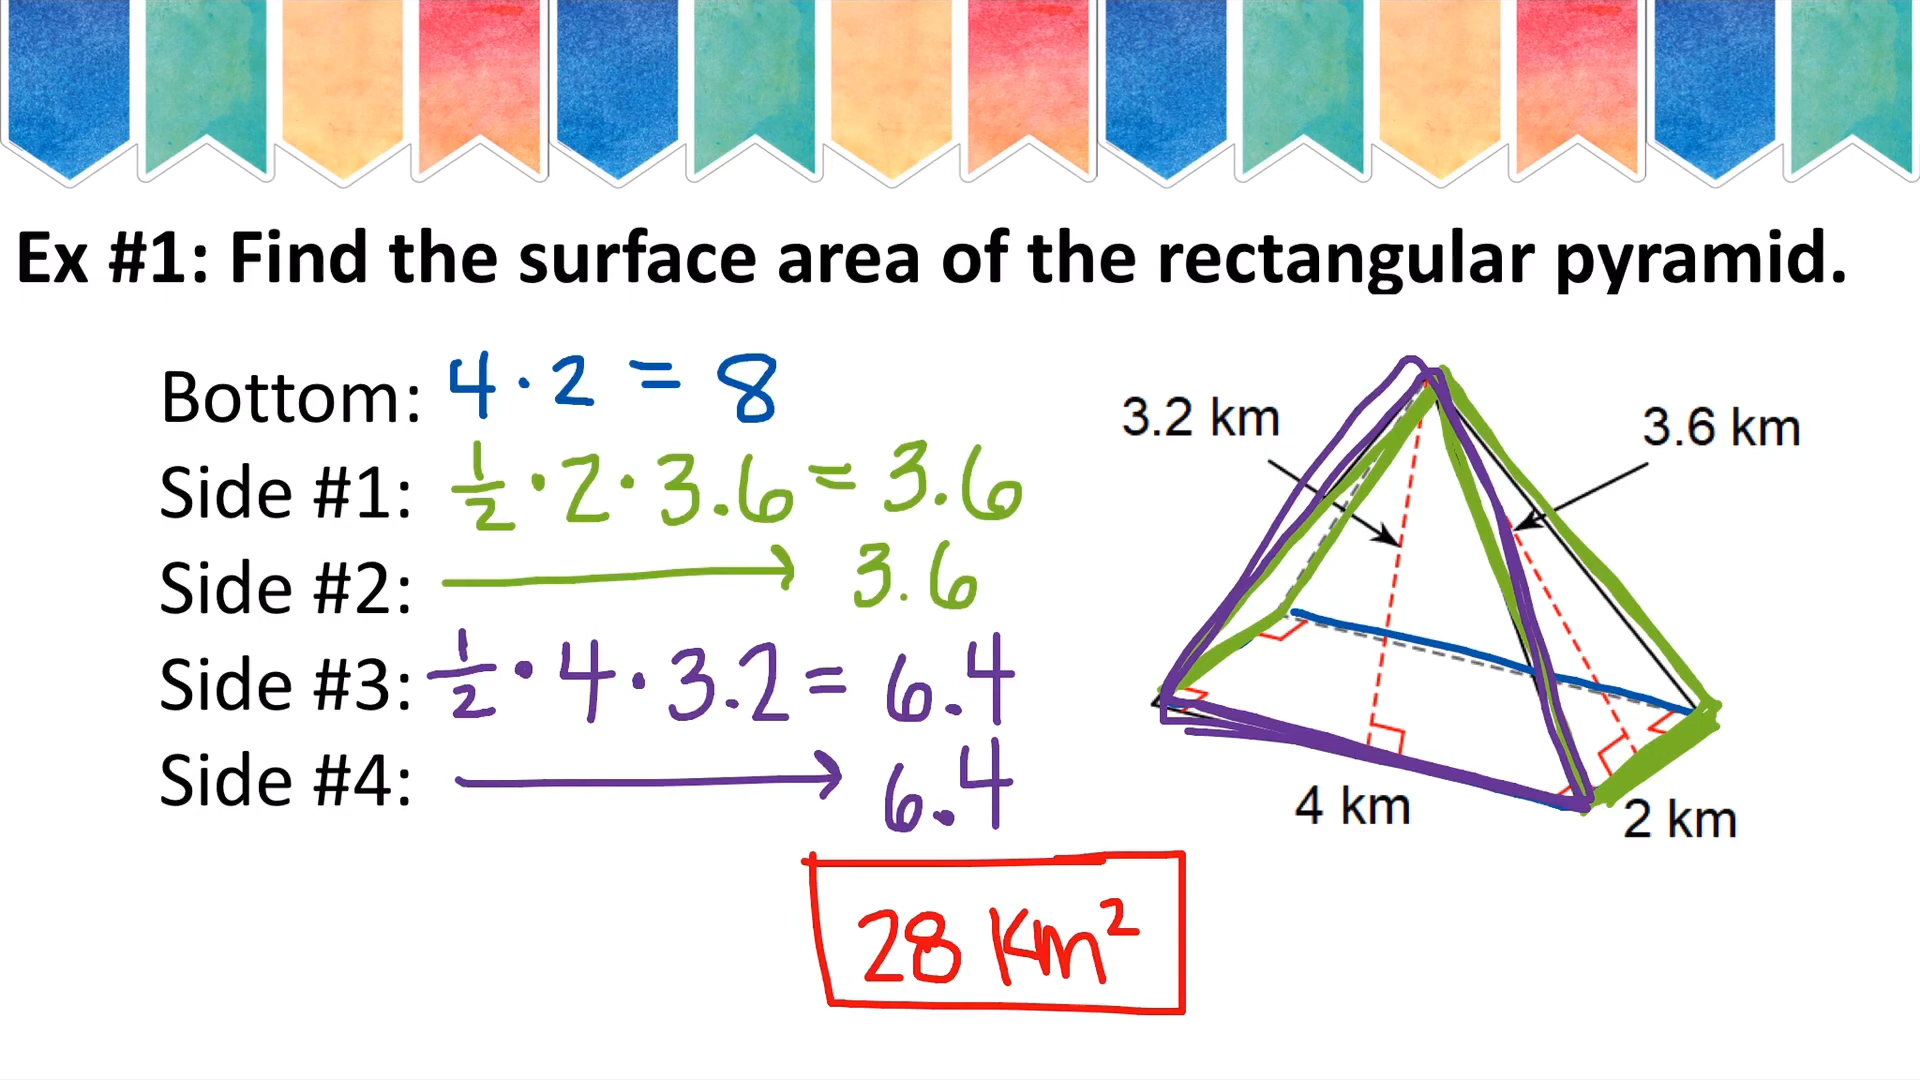 Ex #1: Find the surface area of the rectangular pyramid.
Bottom: 4 · 2 = 8
Side #1: 1/2 · 2 · 3.6 = 3.6
Side #2: → 3.6
Side #3: 1/2 · 4 · 3.2 = 6.4
Side #4: → 6.4
28 Km²
3.2 km
3.6 km
4 km
2 km